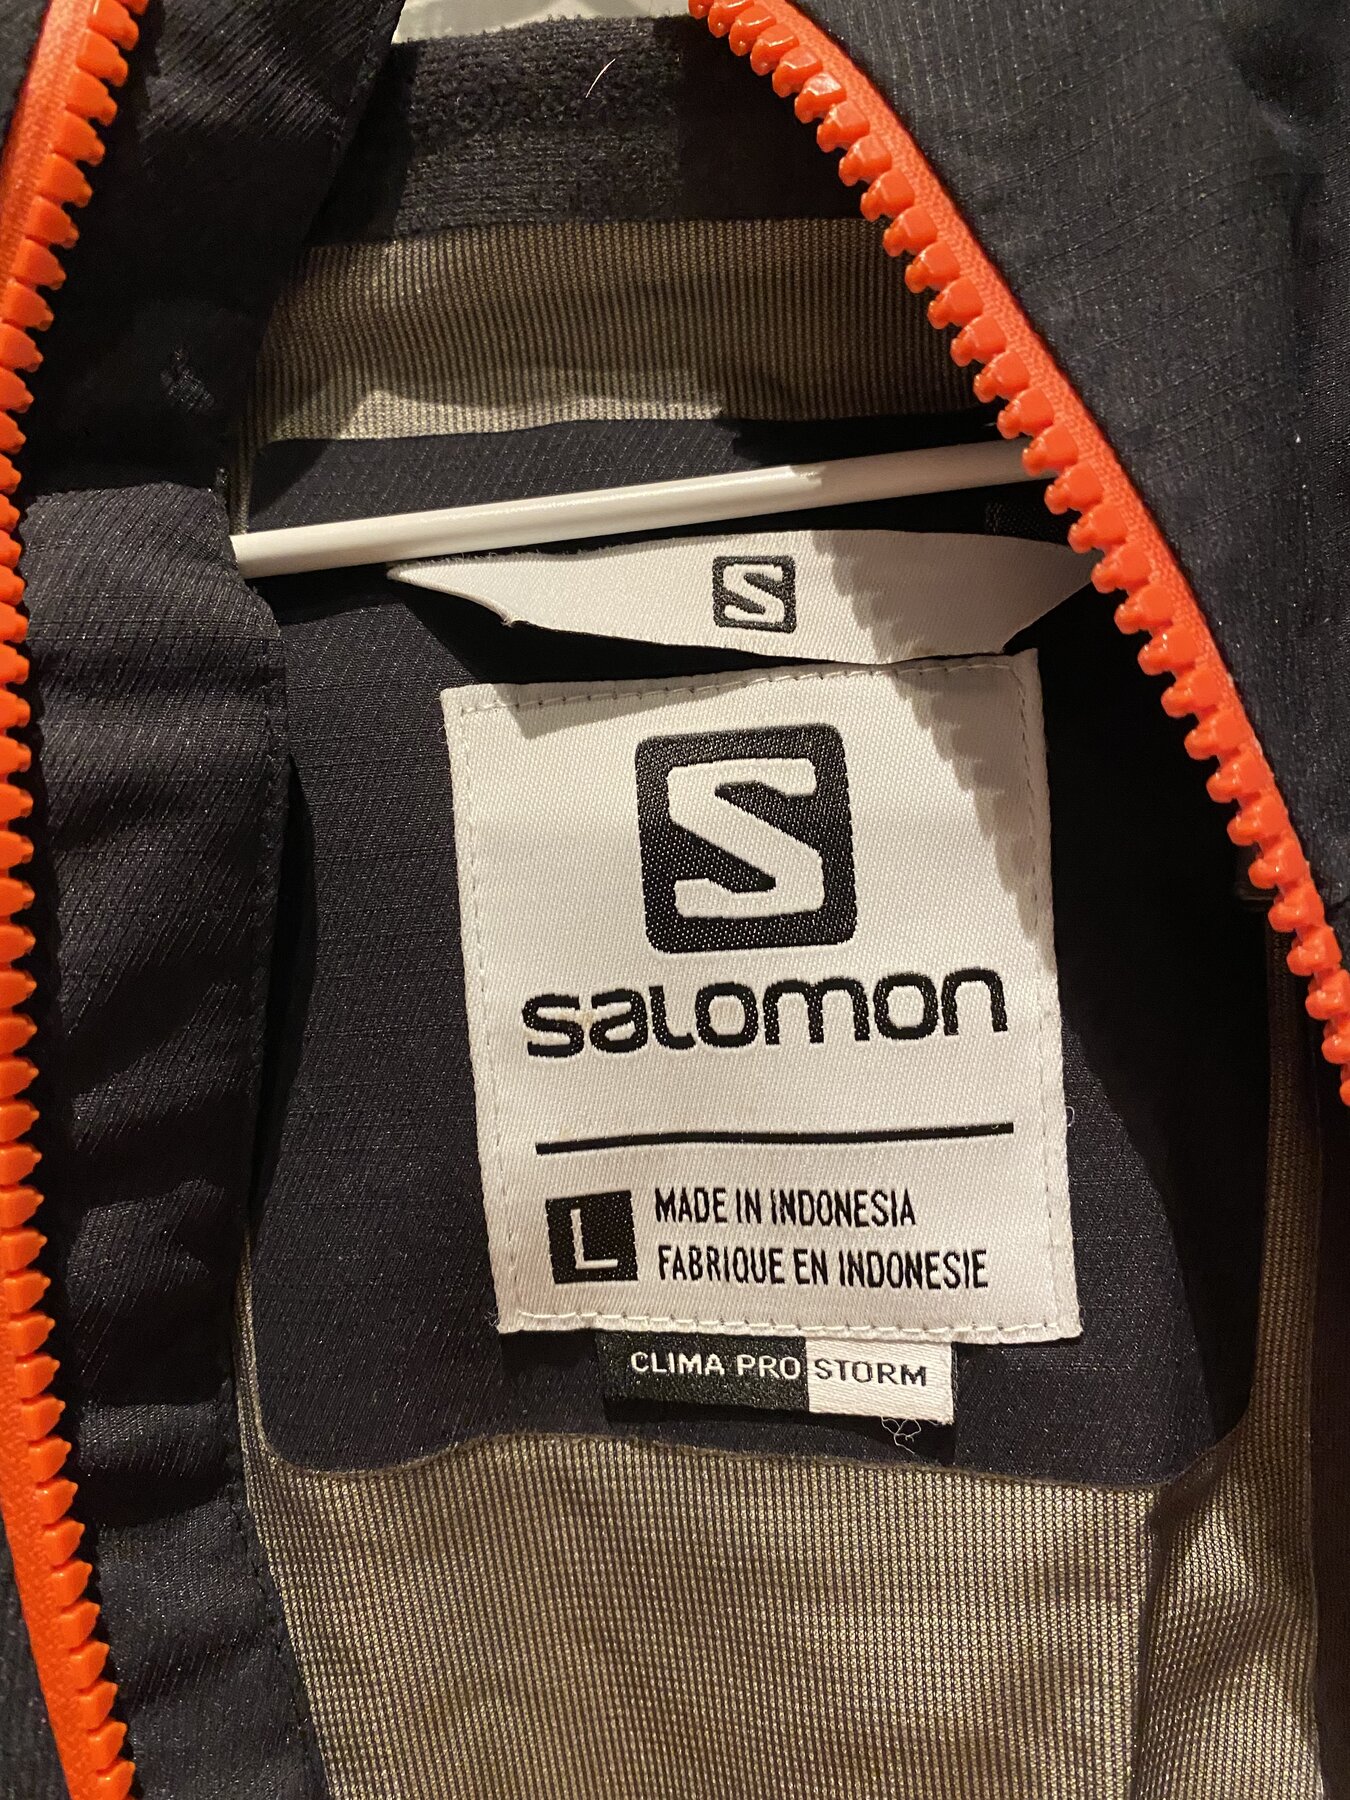 S
S
salomon
L MADE IN INDONESIA
FABRIQUE EN INDONESIE
CLIMA PRO STORM